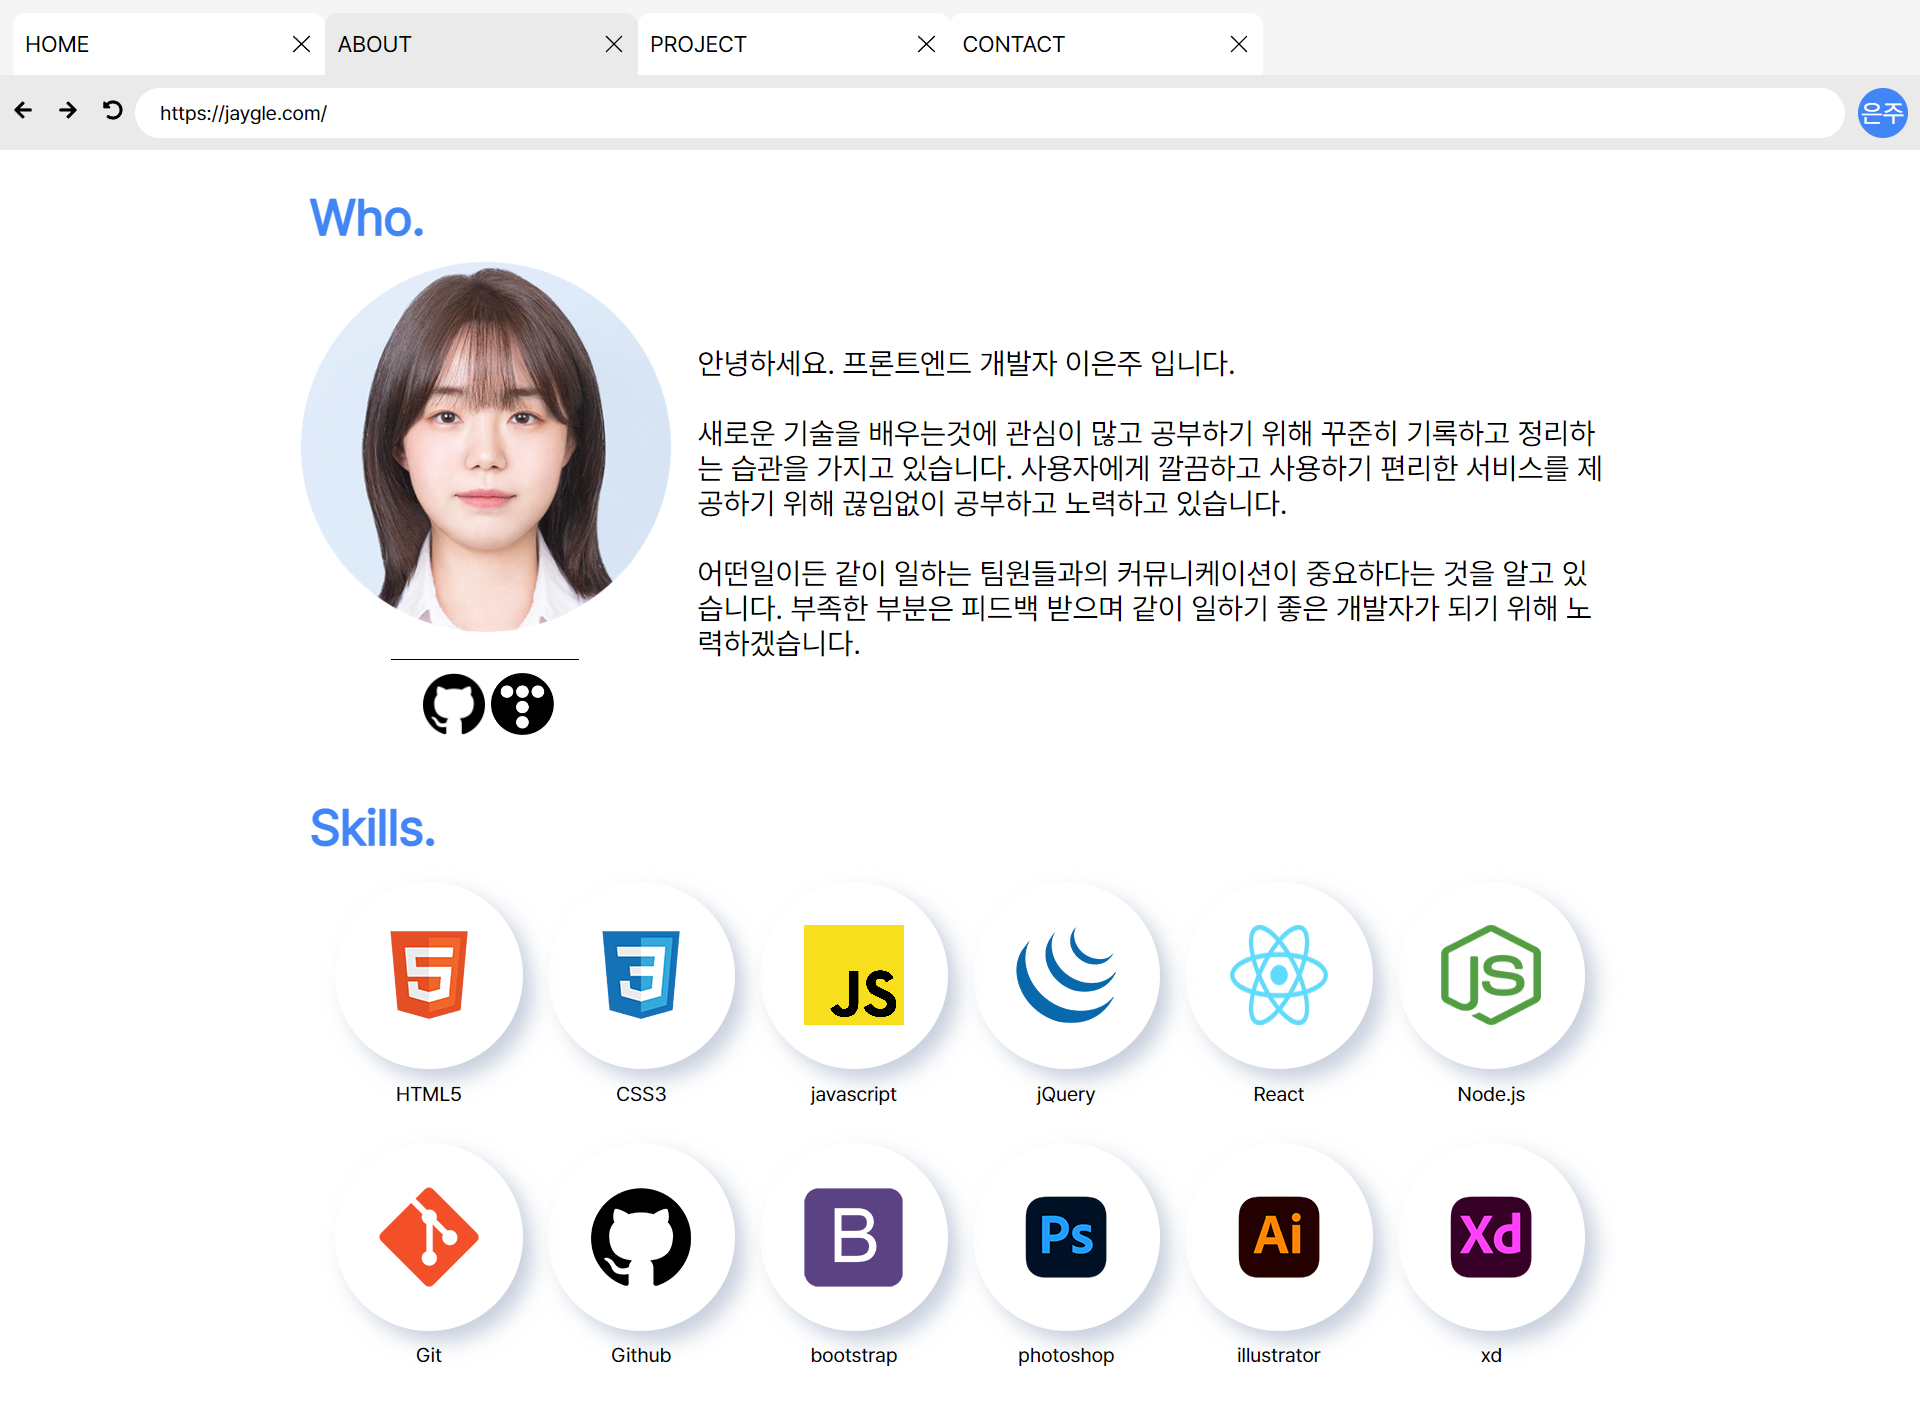 HOME
ABOUT
PROJECT
CONTACT
https://jaygle.com/
은주
Who.
안녕하세요. 프론트엔드 개발자 이은주 입니다.
새로운 기술을 배우는것에 관심이 많고 공부하기 위해 꾸준히 기록하고 정리하
는 습관을 가지고 있습니다. 사용자에게 깔끔하고 사용하기 편리한 서비스를 제
공하기 위해 끊임없이 공부하고 노력하고 있습니다.
어떤일이든 같이 일하는 팀원들과의 커뮤니케이션이 중요하다는 것을 알고 있
습니다. 부족한 부분은 피드백 받으며 같이 일하기 좋은 개발자가 되기 위해 노
력하겠습니다.
Skills.
5
3
JS
JS
HTML5
CSS3
javascript
jQuery
React
Node.js
B
Ps
Ai
Xd
Git
Github
bootstrap
photoshop
illustrator
xd